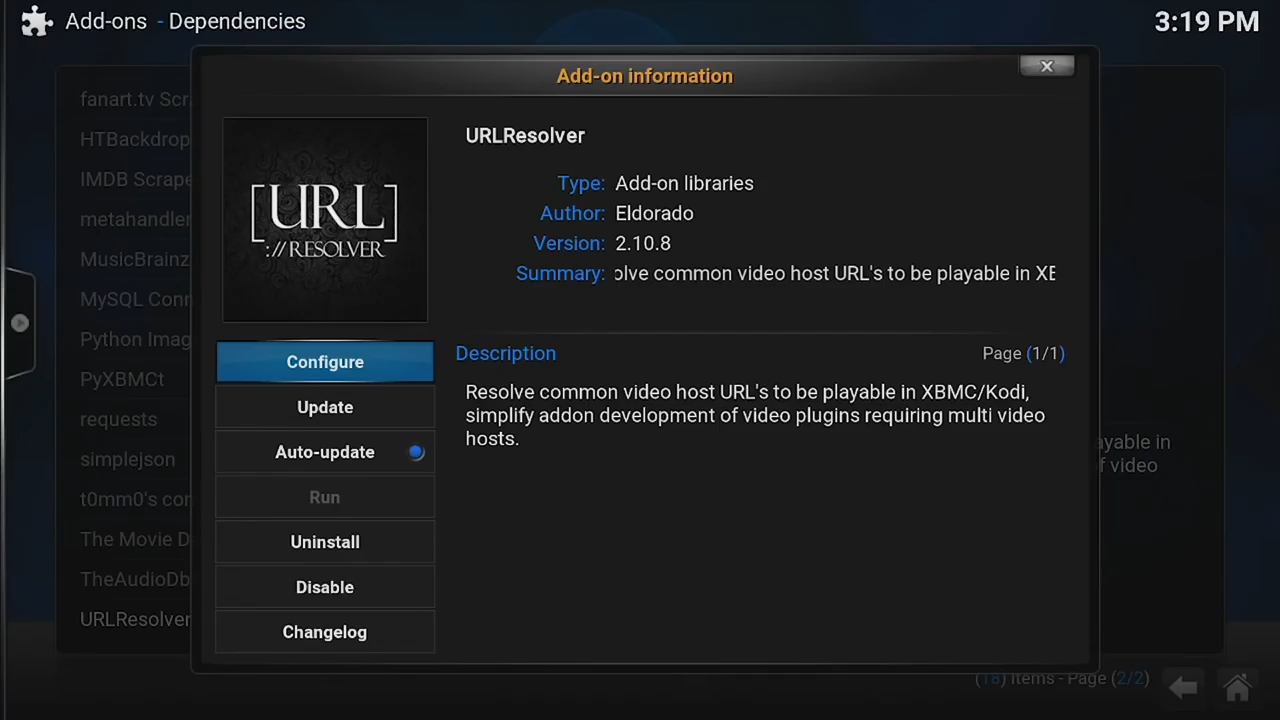 Add-ons - Dependencies
3:19 PM
Add-on information
fanart.tv Scr
HTBackdrop
IMDB Scrape
metahandler
MusicBrainz
MySQL Conn
Python Imag
PyXBMCt
requests
simplejson
t0mm0's cor
The Movie D
TheAudioDb
URLResolver
[URL]
://RESOLVER
Configure
Update
Auto-update
Run
Uninstall
Disable
Changelog
URLResolver
Type: Add-on libraries
Author: Eldorado
Version: 2.10.8
Summary: olve common video host URL's to be playable in XB
Description
Page (1/1)
Resolve common video host URL's to be playable in XBMC/Kodi,
simplify addon development of video plugins requiring multi video
hosts.
ayable in
f video
(18) Items - Page (2/2)